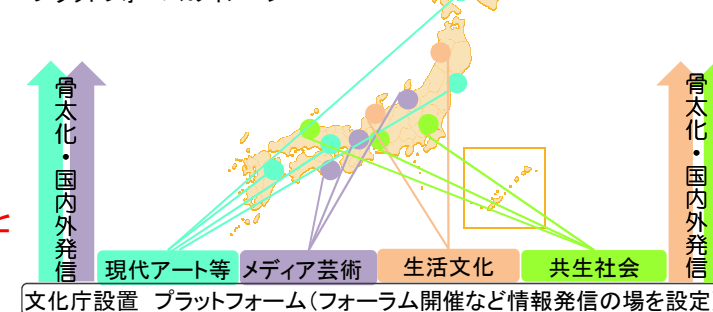 骨太化・国内外発信
骨太化・国内外発信
現代アート等
メディア芸術
生活文化
共生社会
文化庁設置 プラットフォーム(フォーラム開催など情報発信の場を設定